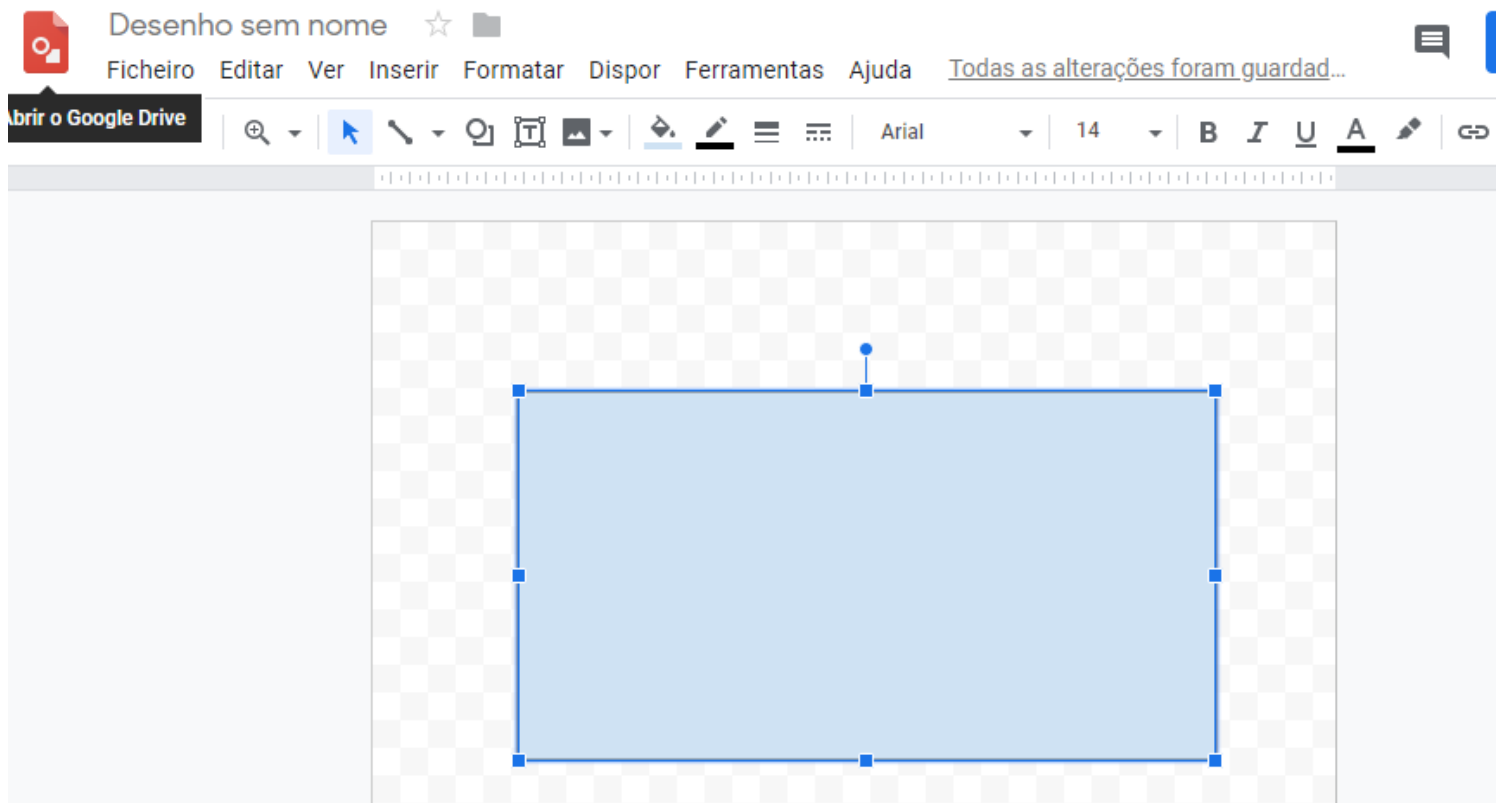 Desenho sem nome
Ficheiro Editar Ver Inserir Formatar Dispor Ferramentas Ajuda Todas as alterações foram guardad...
Abrir o Google Drive
Arial 14 B I U A